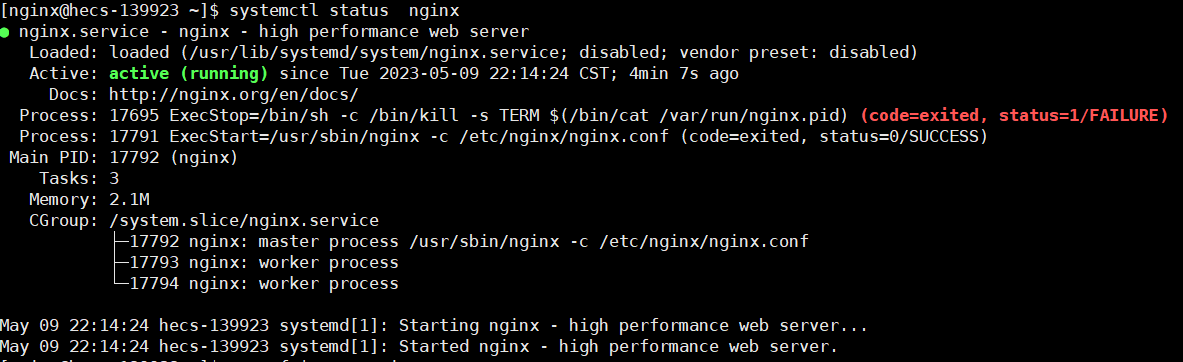 [nginx@hecs-139923 ~]$ systemctl status  nginx
● nginx.service - nginx - high performance web server
   Loaded: loaded (/usr/lib/systemd/system/nginx.service; disabled; vendor preset: disabled)
   Active: active (running) since Tue 2023-05-09 22:14:24 CST; 4min 7s ago
     Docs: http://nginx.org/en/docs/
  Process: 17695 ExecStop=/bin/sh -c /bin/kill -s TERM $(/bin/cat /var/run/nginx.pid) (code=exited, status=1/FAILURE)
  Process: 17791 ExecStart=/usr/sbin/nginx -c /etc/nginx/nginx.conf (code=exited, status=0/SUCCESS)
 Main PID: 17792 (nginx)
    Tasks: 3
   Memory: 2.1M
   CGroup: /system.slice/nginx.service
           ├─17792 nginx: master process /usr/sbin/nginx -c /etc/nginx/nginx.conf
           ├─17793 nginx: worker process
           └─17794 nginx: worker process
May 09 22:14:24 hecs-139923 systemd[1]: Starting nginx - high performance web server...
May 09 22:14:24 hecs-139923 systemd[1]: Started nginx - high performance web server.